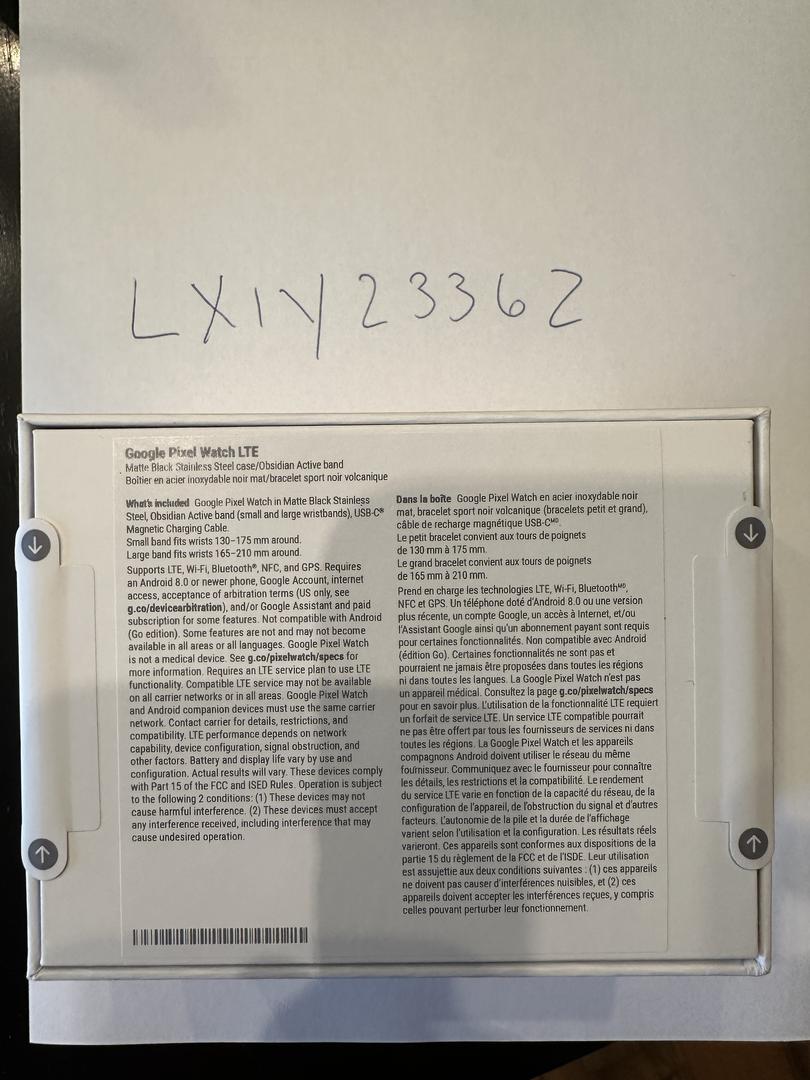 LX1Y23362
Google Pixel Watch LTE
Matte Black Stainless Steel case/Obsidian Active band
Boîtier en acier inoxydable noir mat/bracelet sport noir volcanique
What's included Google Pixel Watch in Matte Black Stainless
Steel, Obsidian Active band (small and large wristbands), USB-C®
Magnetic Charging Cable.
Small band fits wrists 130–175 mm around.
Large band fits wrists 165–210 mm around.
Supports LTE, Wi-Fi, Bluetooth®, NFC, and GPS. Requires
an Android 8.0 or newer phone, Google Account, internet
access, acceptance of arbitration terms (US only, see
g.co/devicearbitration), and/or Google Assistant and paid
subscription for some features. Not compatible with Android
(Go edition). Some features are not and may not become
available in all areas or all languages. Google Pixel Watch
is not a medical device. See g.co/pixelwatch/specs for
more information. Requires an LTE service plan to use LTE
functionality. Compatible LTE service may not be available
on all carrier networks or in all areas. Google Pixel Watch
and Android companion devices must use the same carrier
network. Contact carrier for details, restrictions, and
compatibility. LTE performance depends on network
capability, device configuration, signal obstruction, and
other factors. Battery and display life vary by use and
configuration. Actual results will vary. These devices comply
with Part 15 of the FCC and ISED Rules. Operation is subject
to the following 2 conditions: (1) These devices may not
cause harmful interference. (2) These devices must accept
any interference received, including interference that may
cause undesired operation.
Dans la boîte Google Pixel Watch en acier inoxydable noir
mat, bracelet sport noir volcanique (bracelets petit et grand),
câble de recharge magnétique USB-Cᴹᴰ.
Le petit bracelet convient aux tours de poignets
de 130 mm à 175 mm.
Le grand bracelet convient aux tours de poignets
de 165 mm à 210 mm.
Prend en charge les technologies LTE, Wi-Fi, Bluetoothᴹᴰ,
NFC et GPS. Un téléphone doté d'Android 8.0 ou une version
plus récente, un compte Google, un accès à Internet, et/ou
l'Assistant Google ainsi qu'un abonnement payant sont requis
pour certaines fonctionnalités. Non compatible avec Android
(édition Go). Certaines fonctionnalités ne sont pas et
pourraient ne jamais être proposées dans toutes les régions
ni dans toutes les langues. La Google Pixel Watch n'est pas
un appareil médical. Consultez la page g.co/pixelwatch/specs
pour en savoir plus. L'utilisation de la fonctionnalité LTE requiert
un forfait de service LTE. Un service LTE compatible pourrait
ne pas être offert par tous les fournisseurs de services ni dans
toutes les régions. La Google Pixel Watch et les appareils
compagnons Android doivent utiliser le réseau du même
fournisseur. Communiquez avec le fournisseur pour connaître
les détails, les restrictions et la compatibilité. Le rendement
du service LTE varie en fonction de la capacité du réseau, de la
configuration de l'appareil, de l'obstruction du signal et d'autres
facteurs. L'autonomie de la pile et la durée de l'affichage
varient selon l'utilisation et la configuration. Les résultats réels
varieront. Ces appareils sont conformes aux dispositions de la
partie 15 du règlement de la FCC et de l'ISDE. Leur utilisation
est assujettie aux deux conditions suivantes : (1) ces appareils
ne doivent pas causer d'interférences nuisibles, et (2) ces
appareils doivent accepter les interférences reçues, y compris
celles pouvant perturber leur fonctionnement.